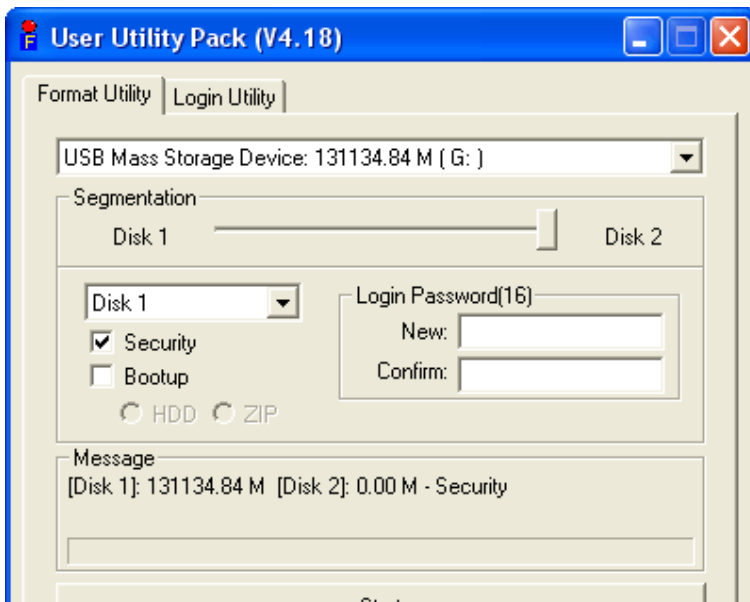 User Utility Pack (V4.18)
Format Utility
Login Utility
USB Mass Storage Device: 131134.84 M ( G: )
Segmentation
Disk 1
Disk 2
Disk 1
Login Password(16)
Security
New:
Bootup
Confirm:
HDD
ZIP
Message
[Disk 1]: 131134.84 M [Disk 2]: 0.00 M - Security